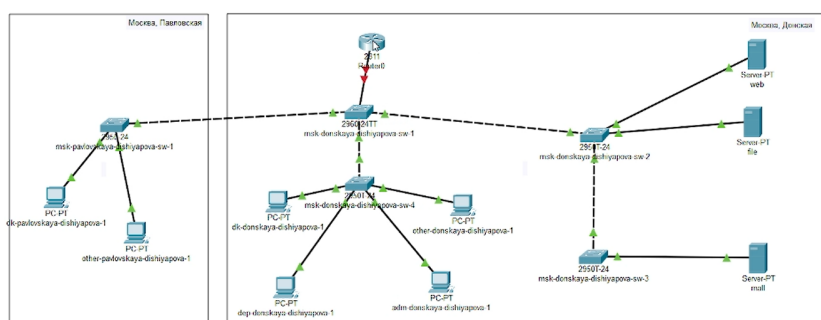 Москва, Павловская
Москва, Донская
2811
Router0
Server-PT
web
2960-24TT
msk-donskaya-dishiyapova-sw-1
2950-24
msk-pavlovskaya-dishiyapova-sw-1
2950T-24
msk-donskaya-dishiyapova-sw-2
Server-PT
file
PC-PT
dk-pavlovskaya-dishiyapova-1
PC-PT
other-pavlovskaya-dishiyapova-1
2950T-24
msk-donskaya-dishiyapova-sw-4
PC-PT
dk-donskaya-dishiyapova-1
PC-PT
other-donskaya-dishiyapova-1
2950T-24
msk-donskaya-dishiyapova-sw-3
Server-PT
mail
PC-PT
dep-donskaya-dishiyapova-1
PC-PT
adm-donskaya-dishiyapova-1